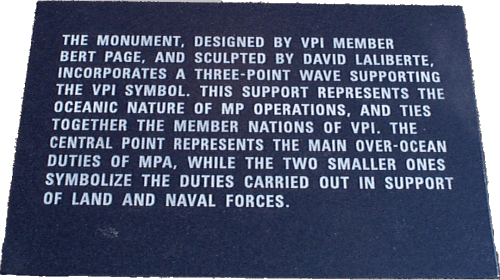 THE MONUMENT, DESIGNED BY VPI MEMBER
BERT PAGE, AND SCULPTED BY DAVID LALIBERTE,
INCORPORATES A THREE-POINT WAVE SUPPORTING
THE VPI SYMBOL. THIS SUPPORT REPRESENTS THE
OCEANIC NATURE OF MP OPERATIONS, AND TIES
TOGETHER THE MEMBER NATIONS OF VPI. THE
CENTRAL POINT REPRESENTS THE MAIN OVER-OCEAN
DUTIES OF MPA, WHILE THE TWO SMALLER ONES
SYMBOLIZE THE DUTIES CARRIED OUT IN SUPPORT
OF LAND AND NAVAL FORCES.